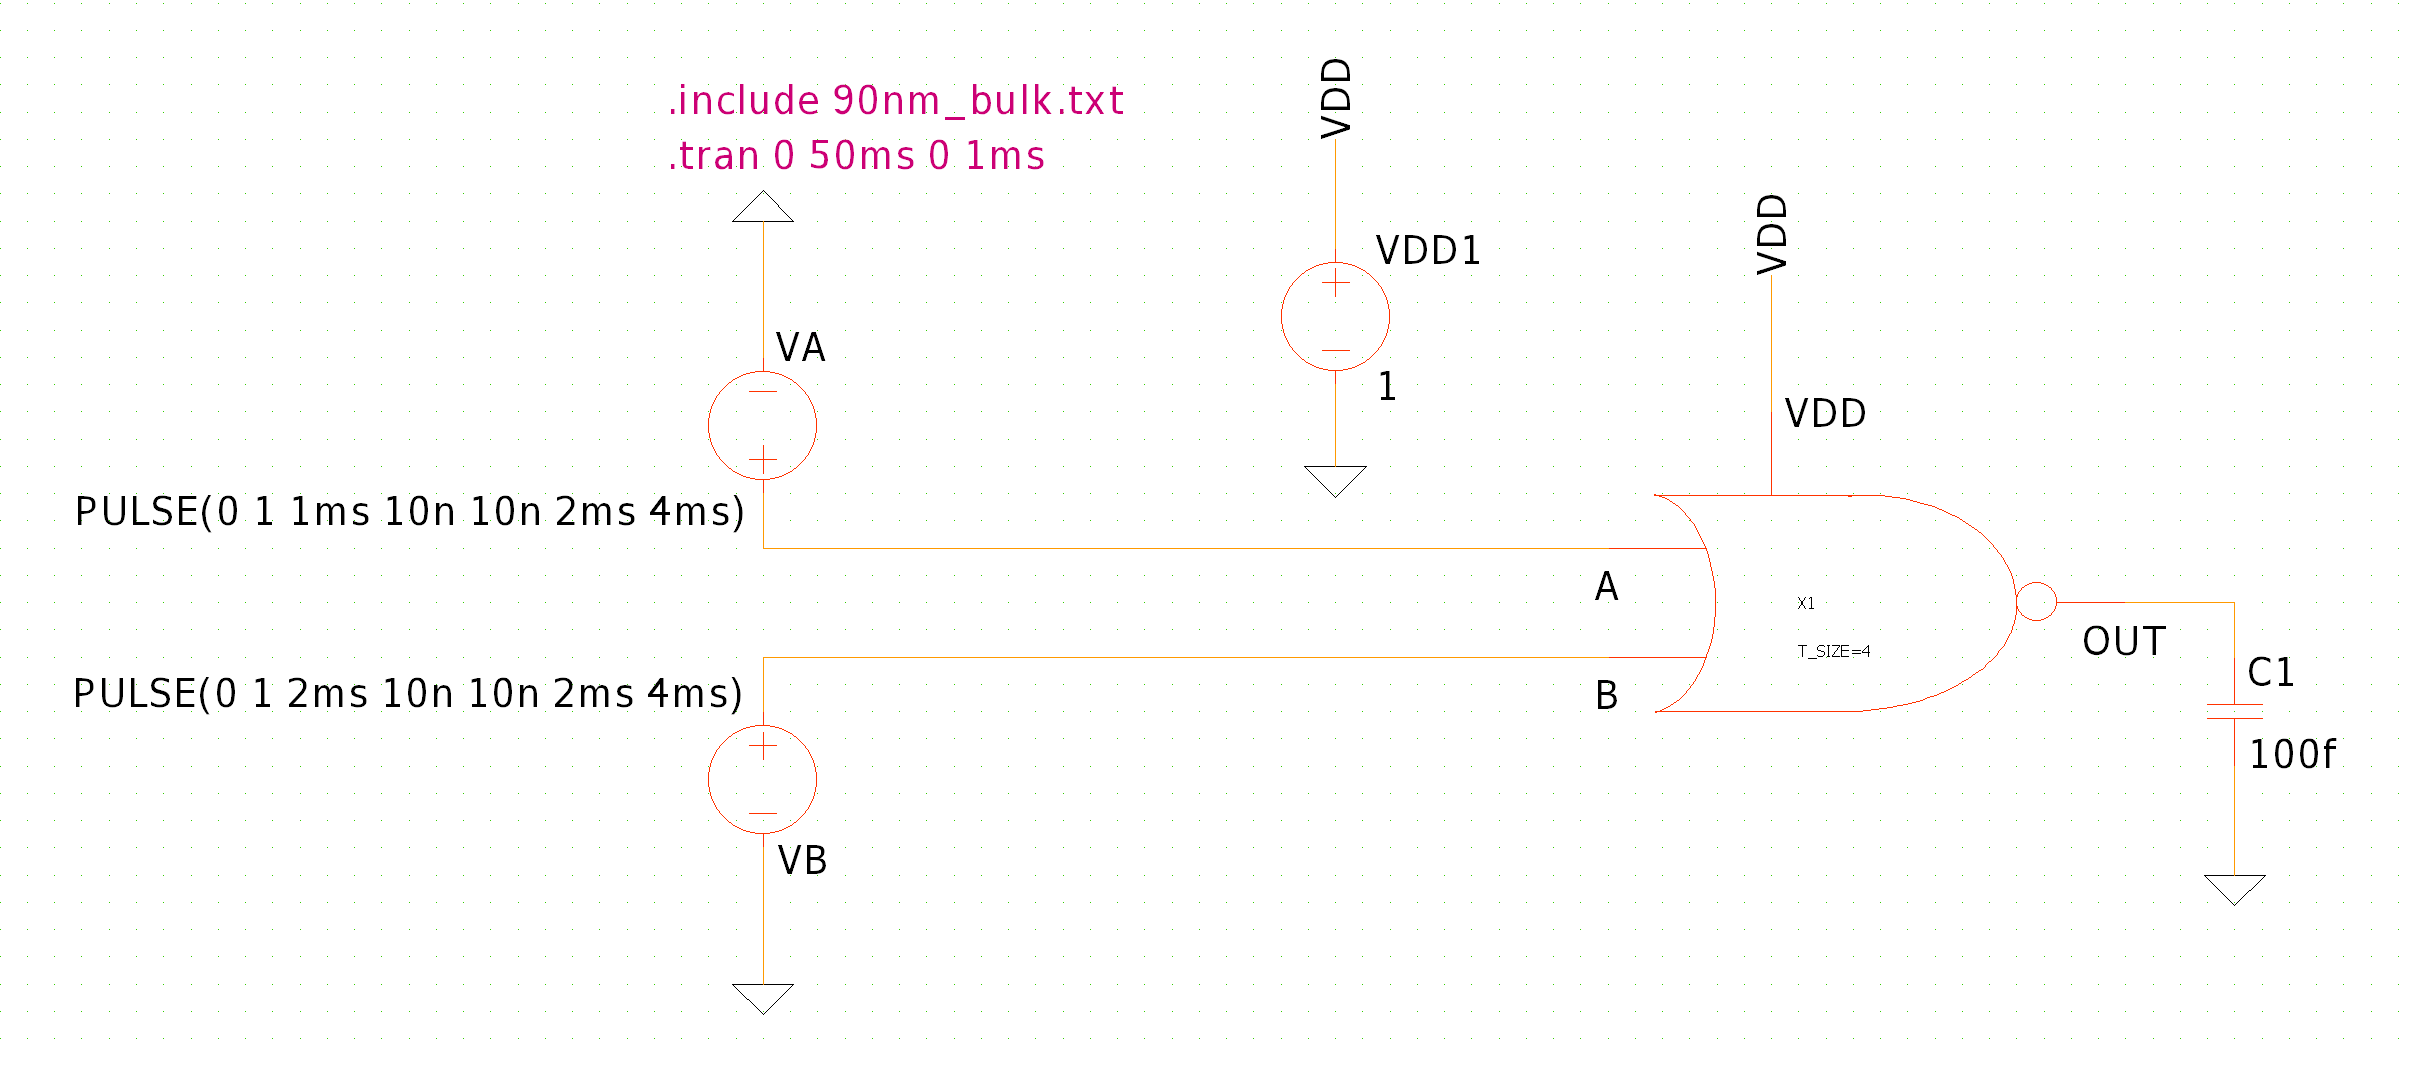 .include 90nm_bulk.txt
.tran 0 50ms 0 1ms
VDD
VDD
VDD1
VA
1
VDD
PULSE(0 1 1ms 10n 10n 2ms 4ms)
A
X1
T_SIZE=4
OUT
C1
PULSE(0 1 2ms 10n 10n 2ms 4ms)
B
100f
VB